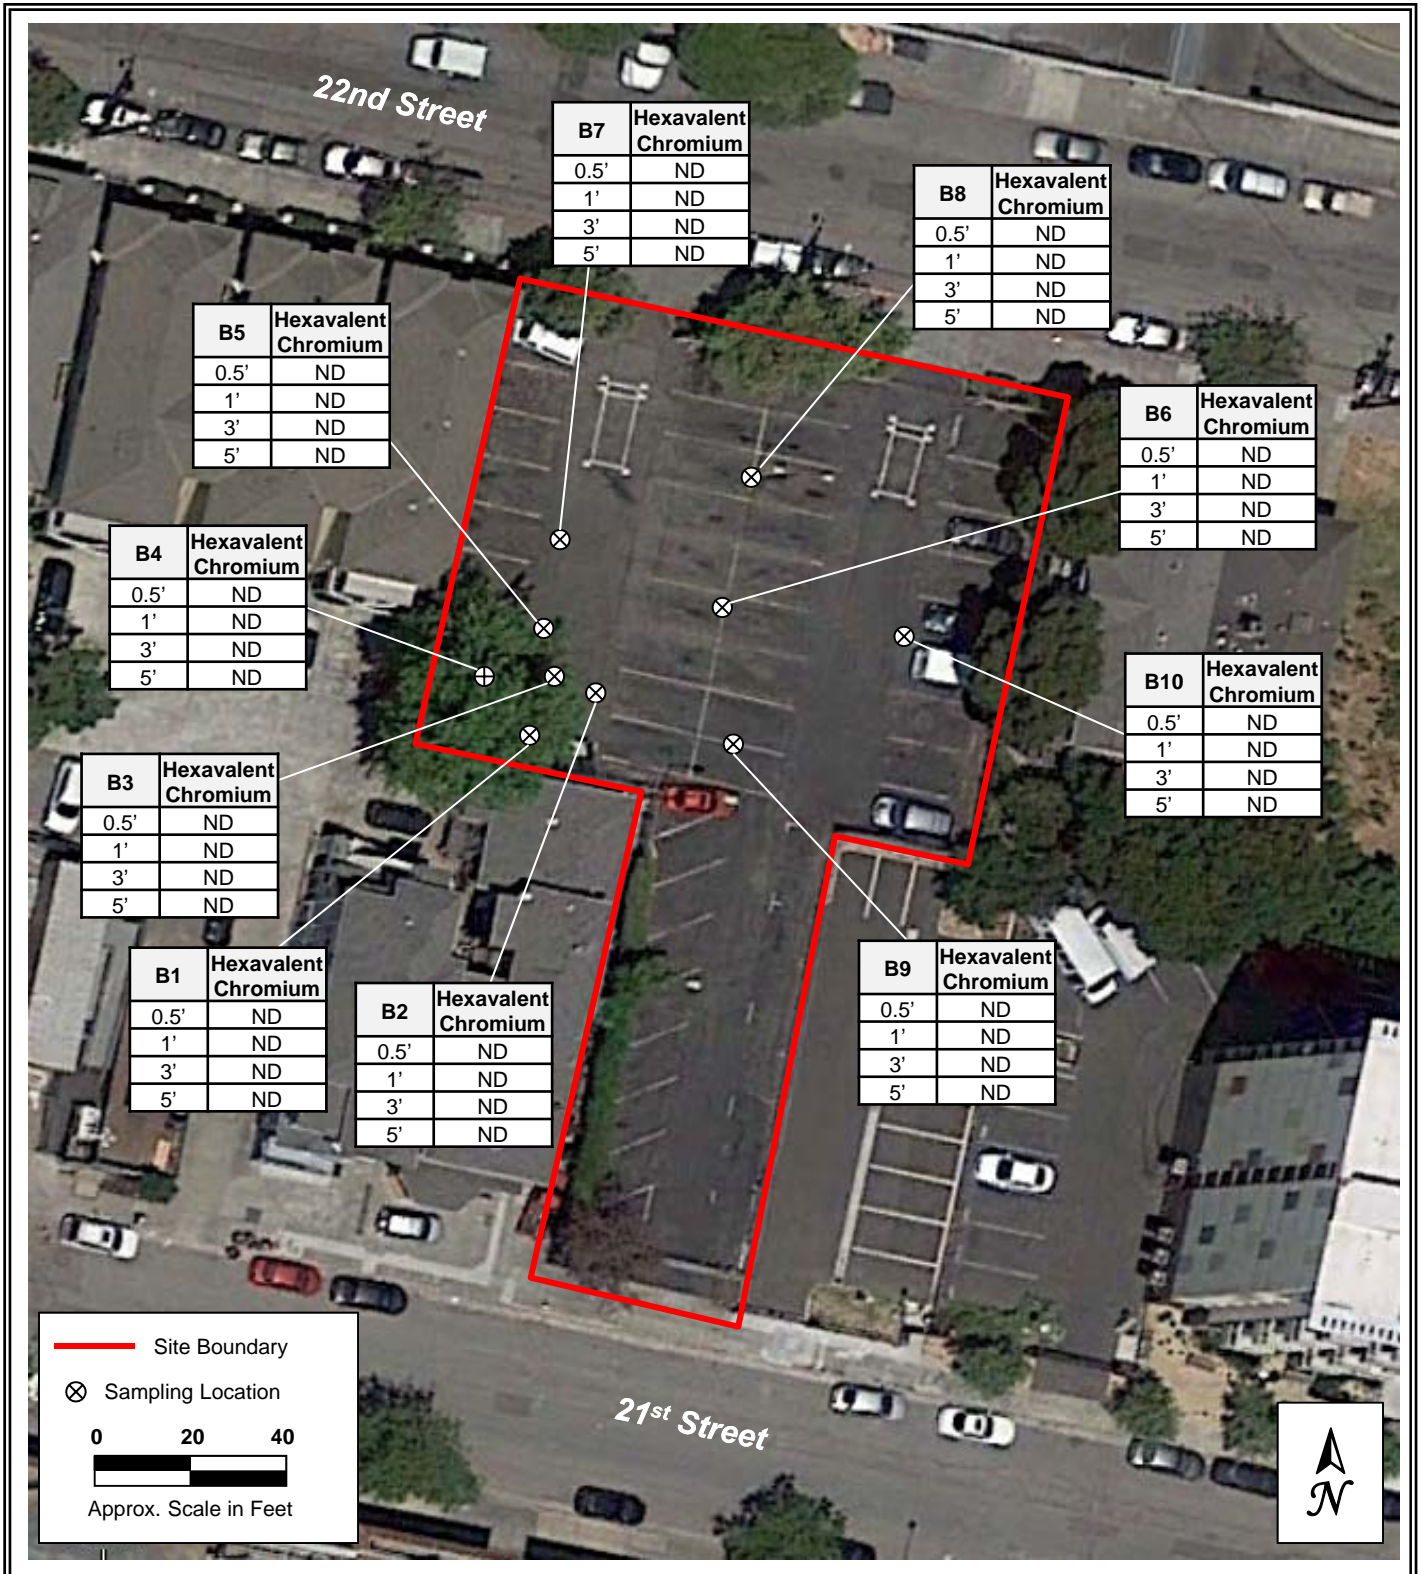 22nd Street
B7 Hexavalent Chromium
0.5' ND
1' ND
3' ND
5' ND
B8 Hexavalent Chromium
0.5' ND
1' ND
3' ND
5' ND
B5 Hexavalent Chromium
0.5' ND
1' ND
3' ND
5' ND
B6 Hexavalent Chromium
0.5' ND
1' ND
3' ND
5' ND
B4 Hexavalent Chromium
0.5' ND
1' ND
3' ND
5' ND
B10 Hexavalent Chromium
0.5' ND
1' ND
3' ND
5' ND
B3 Hexavalent Chromium
0.5' ND
1' ND
3' ND
5' ND
B1 Hexavalent Chromium
0.5' ND
1' ND
3' ND
5' ND
B2 Hexavalent Chromium
0.5' ND
1' ND
3' ND
5' ND
B9 Hexavalent Chromium
0.5' ND
1' ND
3' ND
5' ND
Site Boundary
Sampling Location
0 20 40
Approx. Scale in Feet
21st Street
N